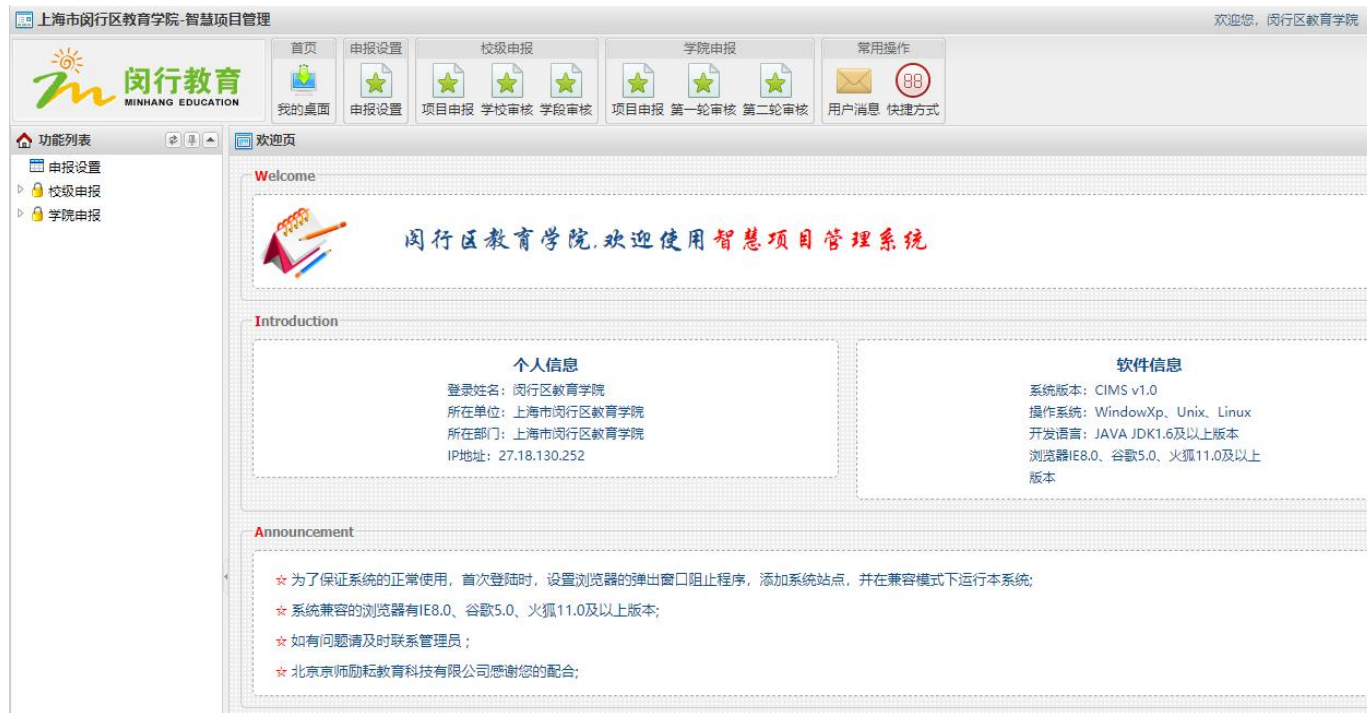 上海市闵行区教育学院-智慧项目管理
欢迎您, 闵行区教育学院
闵行教育
MINHANG EDUCATION
首页
我的桌面
申报设置
申报设置
校级申报
项目申报 学校审核 学段审核
学院申报
项目申报 第一轮审核 第二轮审核
常用操作
88
用户消息 快捷方式
功能列表
申报设置
校级申报
学院申报
欢迎页
Welcome
闵行区教育学院,欢迎使用智慧项目管理系统
Introduction
个人信息
登录姓名：闵行区教育学院
所在单位：上海市闵行区教育学院
所在部门：上海市闵行区教育学院
IP地址：27.18.130.252
软件信息
系统版本：CIMS v1.0
操作系统：WindowXp、Unix、Linux
开发语言：JAVA JDK1.6及以上版本
浏览器IE8.0、谷歌5.0、火狐11.0及以上
版本
Announcement
☆为了保证系统的正常使用，首次登陆时，设置浏览器的弹出窗口阻止程序，添加系统站点，并在兼容模式下运行本系统;
☆系统兼容的浏览器有IE8.0、谷歌5.0、火狐11.0及以上版本;
☆如有问题请及时联系管理员；
☆北京京师励耘教育科技有限公司感谢您的配合;